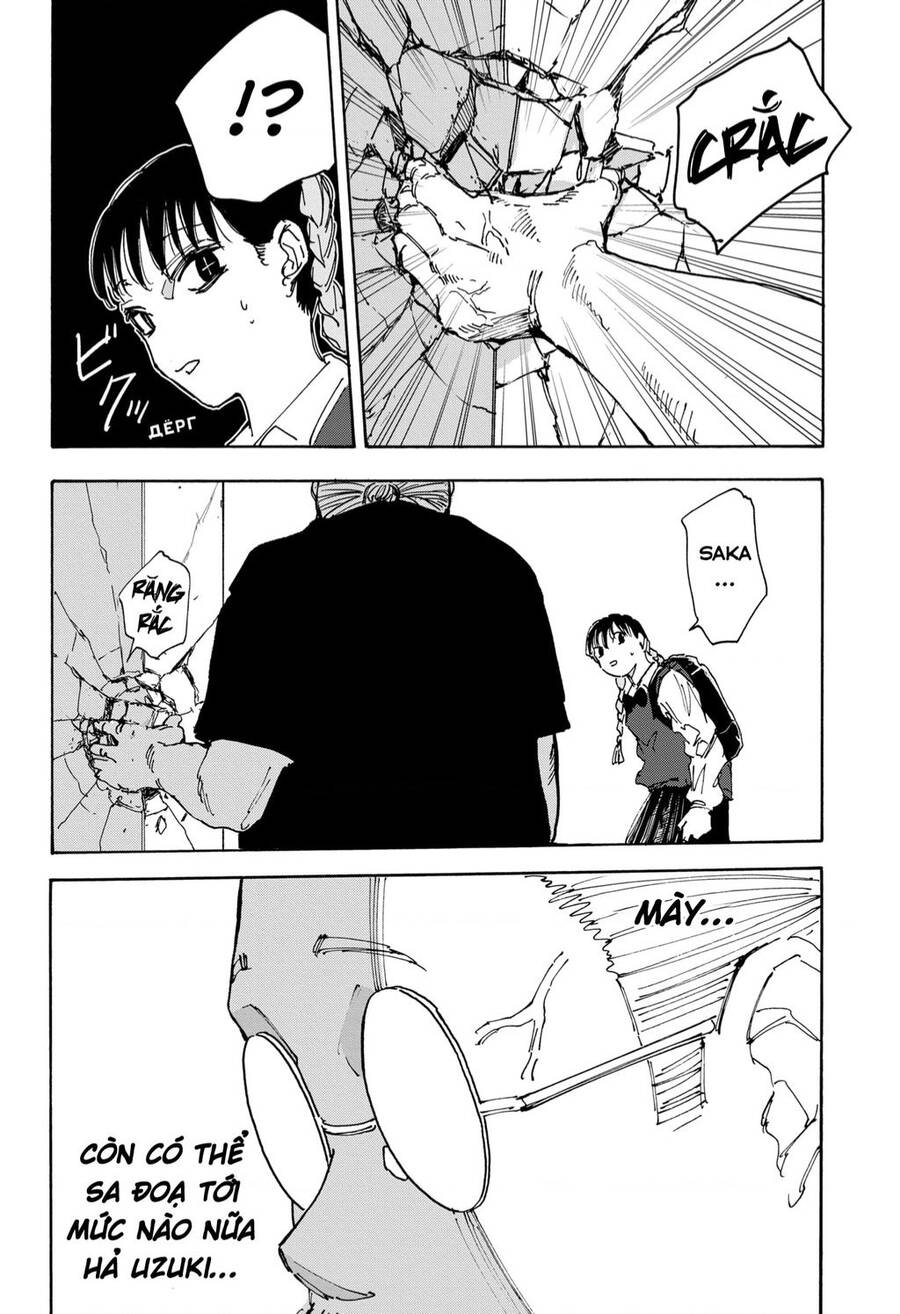 CRẮC
!?
ビクッ
ДЁРГ
SAKA
...
RĂNG
RẮC
MÀY...
CÒN CÓ THỂ
SA ĐOẠ TỚI
MỨC NÀO NỮA
HẢ UZUKI...